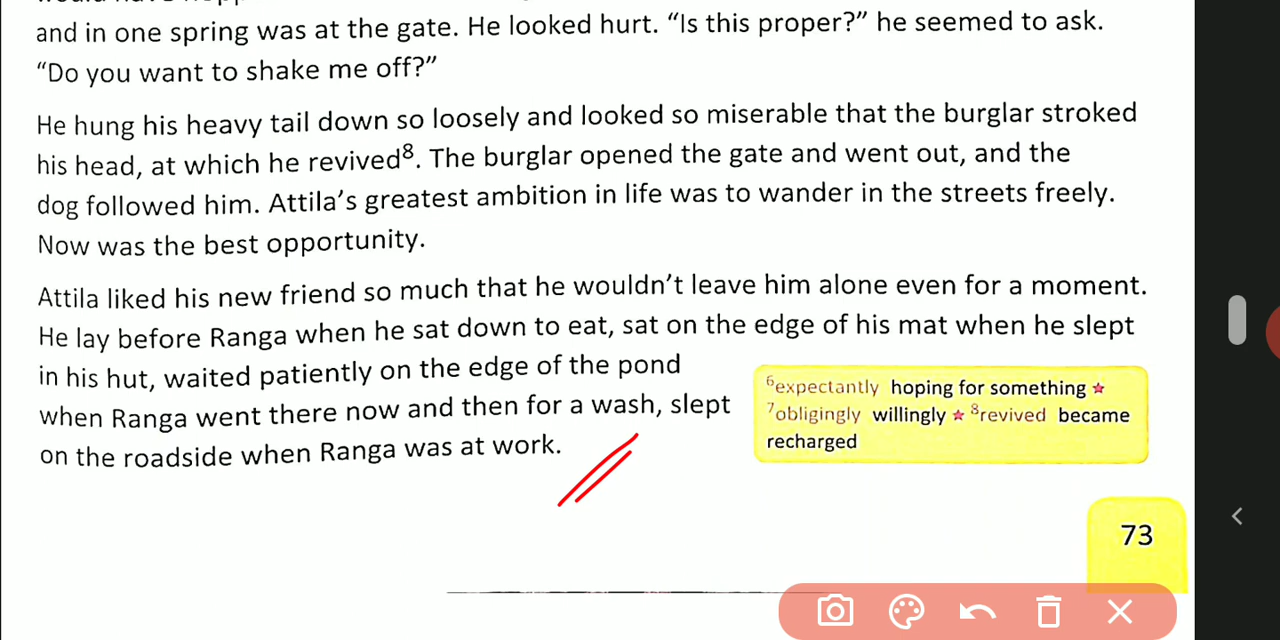 and in one spring was at the gate. He looked hurt. “Is this proper?” he seemed to ask.
“Do you want to shake me off?”
He hung his heavy tail down so loosely and looked so miserable that the burglar stroked
his head, at which he revived⁸. The burglar opened the gate and went out, and the
dog followed him. Attila’s greatest ambition in life was to wander in the streets freely.
Now was the best opportunity.
Attila liked his new friend so much that he wouldn’t leave him alone even for a moment.
He lay before Ranga when he sat down to eat, sat on the edge of his mat when he slept
in his hut, waited patiently on the edge of the pond
when Ranga went there now and then for a wash, slept
on the roadside when Ranga was at work.
⁶expectantly hoping for something ★
⁷obligingly willingly ★ ⁸revived became
recharged
73